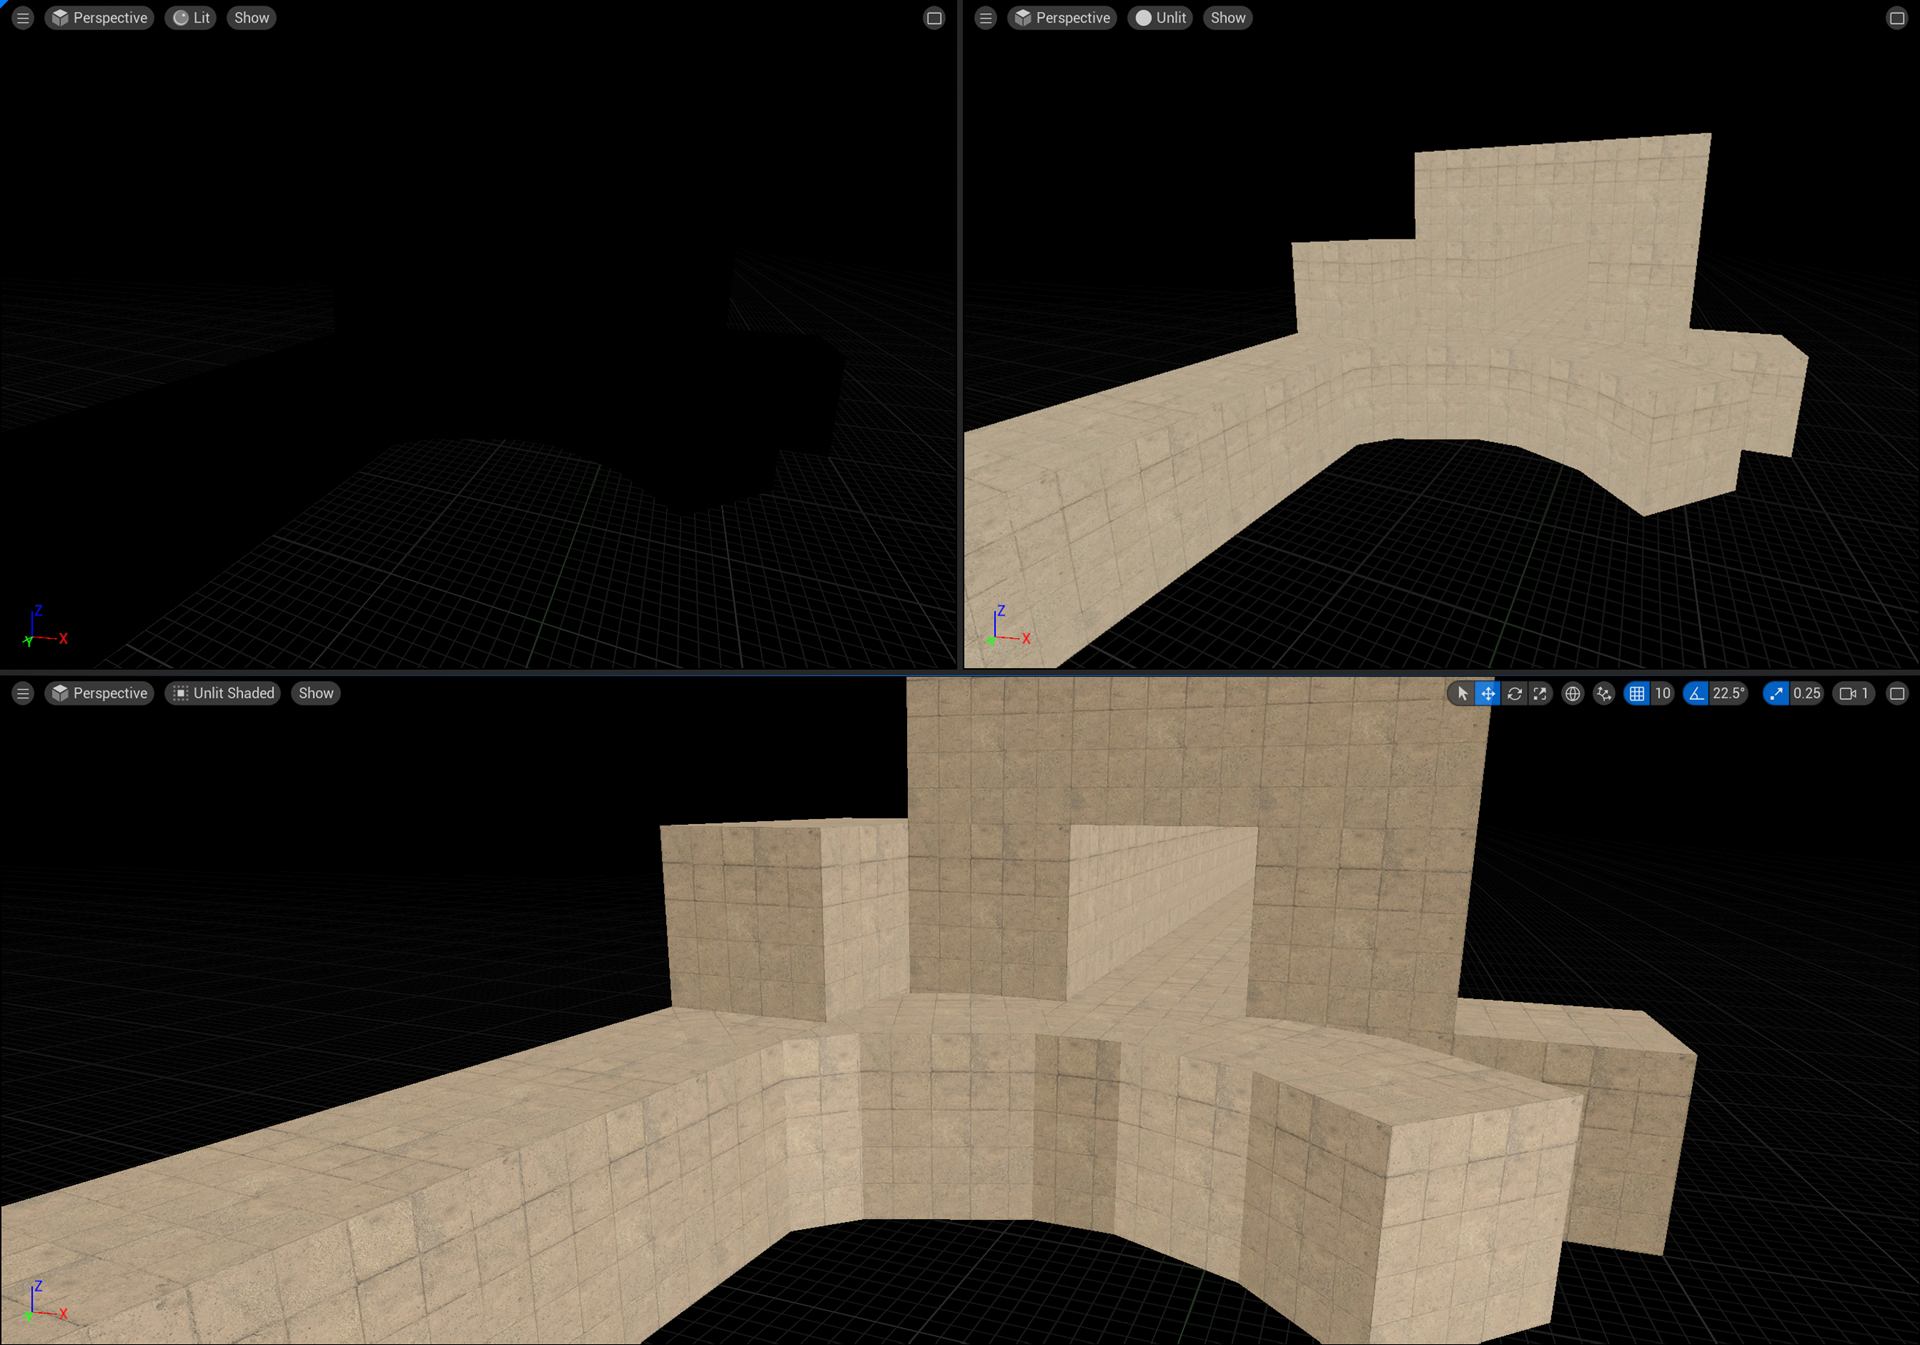 Perspective Lit Show
Perspective Unlit Show
Z
X
Y
Z
X
Perspective Unlit Shaded Show
10 22.5° 0.25 1
Z
X